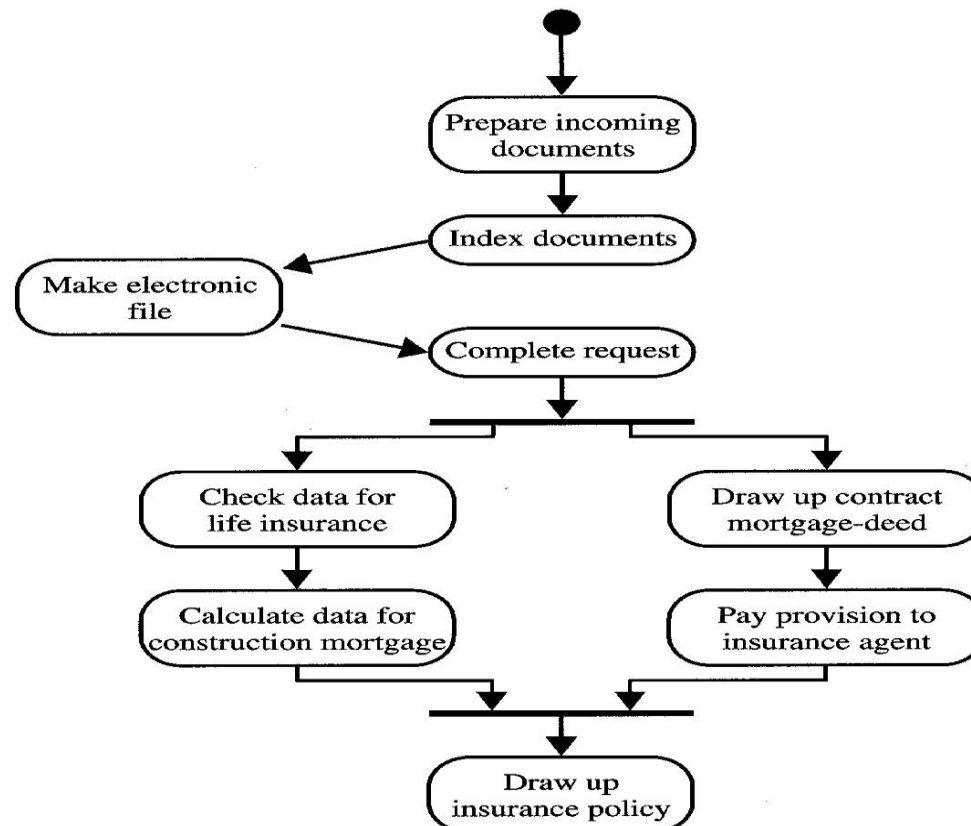 Prepare incoming
documents
Index documents
Make electronic
file
Complete request
Check data for
life insurance
Draw up contract
mortgage-deed
Calculate data for
construction mortgage
Pay provision to
insurance agent
Draw up
insurance policy